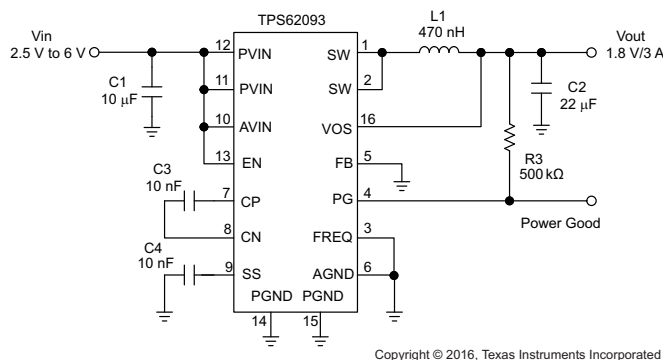 TPS62093
Vin
2.5 V to 6 V
C1
10 µF
C3
10 nF
C4
10 nF
12 PVIN
11 PVIN
10 AVIN
13 EN
7 CP
8 CN
9 SS
PGND PGND
14 15
SW 1
SW 2
VOS 16
FB 5
PG 4
FREQ 3
AGND 6
L1
470 nH
Vout
1.8 V/3 A
C2
22 µF
R3
500 kΩ
Power Good
Copyright © 2016, Texas Instruments Incorporated